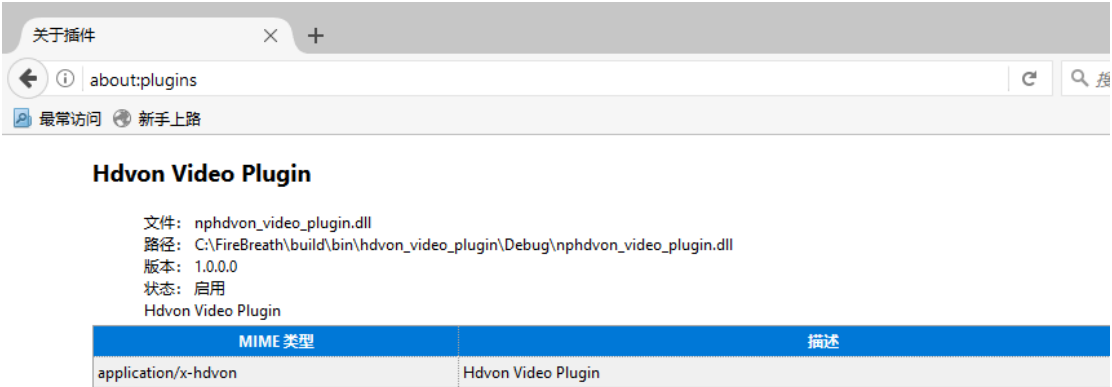 关于插件
about:plugins
搜
最常访问 新手上路
Hdvon Video Plugin
文件: nphdvon_video_plugin.dll
路径: C:\FireBreath\build\bin\hdvon_video_plugin\Debug\nphdvon_video_plugin.dll
版本: 1.0.0.0
状态: 启用
Hdvon Video Plugin
MIME 类型 描述
application/x-hdvon Hdvon Video Plugin